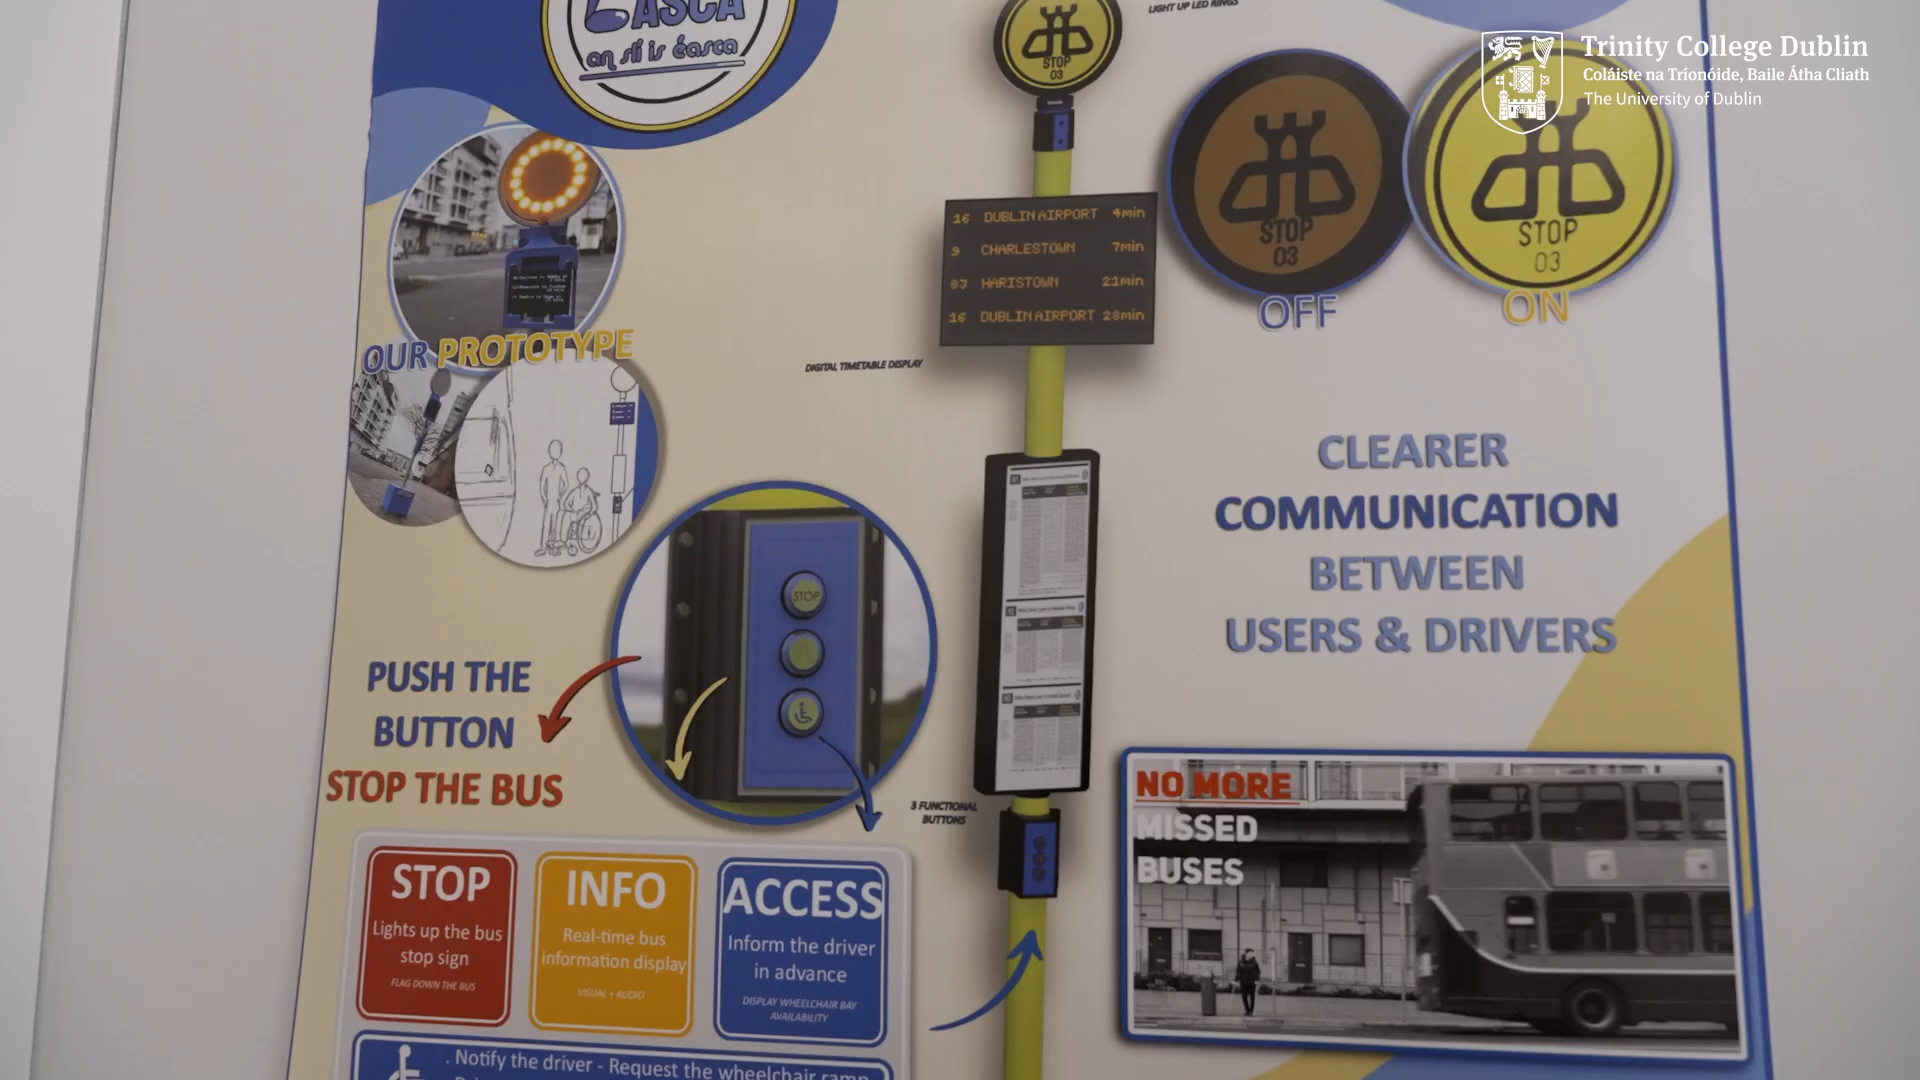 EASCA
an slí is éasca
LIGHT UP LED RINGS
Trinity College Dublin
Coláiste na Tríonóide, Baile Átha Cliath
The University of Dublin
STOP
03
16 DUBLIN AIRPORT 4min
9 CHARLESTOWN 7min
83 HARISTOWN 21min
16 DUBLIN AIRPORT 28min
STOP
03
OFF
STOP
03
ON
OUR PROTOTYPE
DIGITAL TIMETABLE DISPLAY
CLEARER
COMMUNICATION
BETWEEN
USERS & DRIVERS
STOP
PUSH THE
BUTTON
STOP THE BUS
3 FUNCTIONAL
BUTTONS
NO MORE
MISSED
BUSES
STOP
Lights up the bus
stop sign
FLAG DOWN THE BUS
INFO
Real-time bus
information display
VISUAL + AUDIO
ACCESS
Inform the driver
in advance
DISPLAY WHEELCHAIR BAY
AVAILABILITY
. Notify the driver - Request the wheelchair ramp